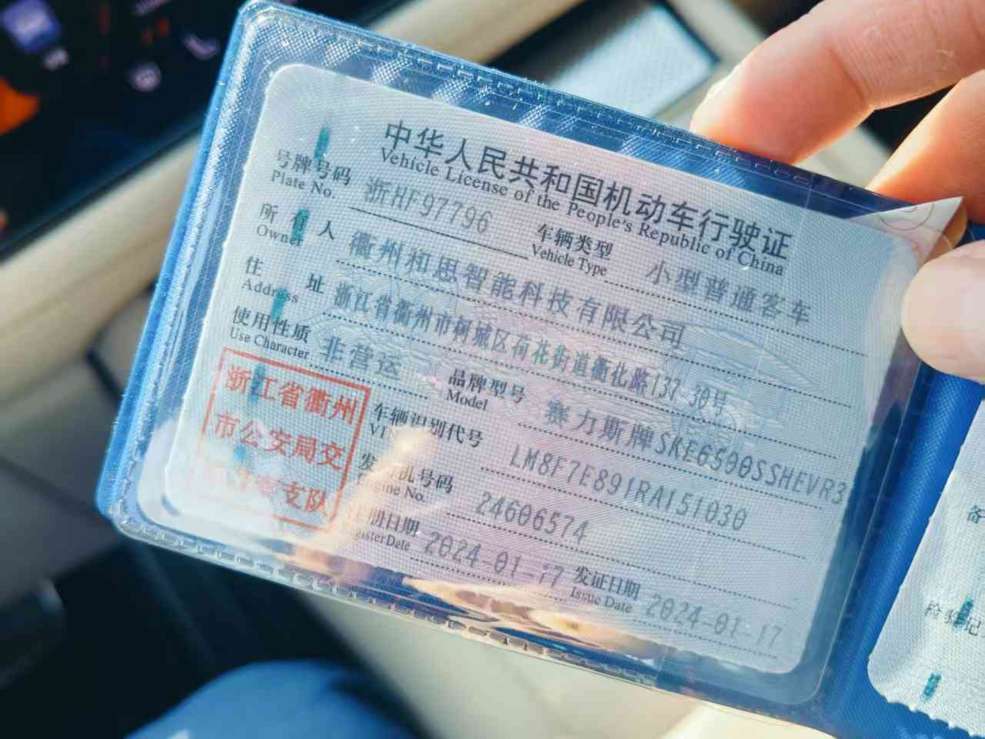 中华人民共和国机动车行驶证
Vehicle License of the People's Republic of China
号牌号码 浙HF97796 车辆类型 小型普通客车
Plate No. Vehicle Type
所有人 衢州和思智能科技有限公司
Owner
住址 浙江省衢州市柯城区荷花街道衢化路137-30号
Address
使用性质 非营运 品牌型号 赛力斯牌SKE6500SSHEVR3
Use Character Model
浙江省衢州
市公安局交
支队
车辆识别代号 LM8F7E891RA151030
发动机号码 24606574
No.
注册日期 2024-01-17 发证日期 2024-01-17
Issue Date
备
检验记